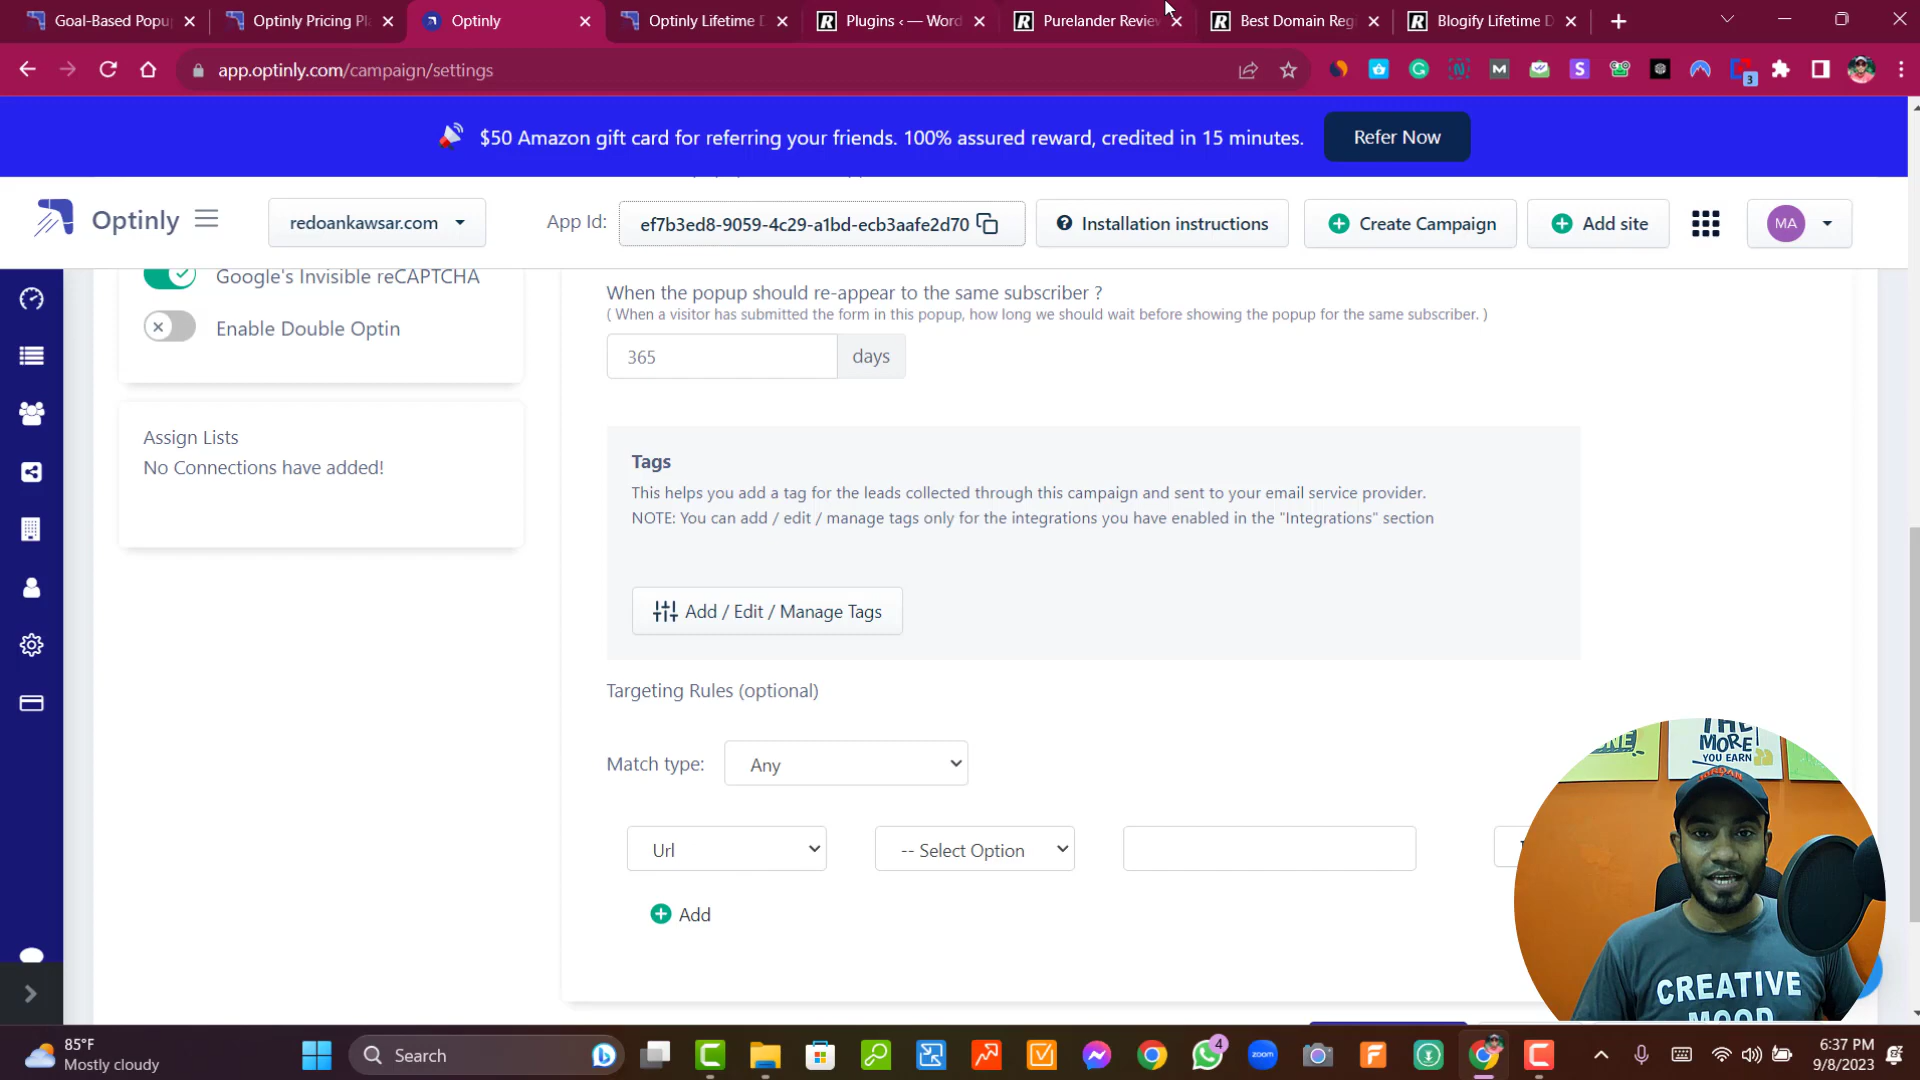 Goal-Based Popu
Optinly Pricing Pl
Optinly
Optinly Lifetime D
Plugins ‹ — Word
Purelander Review
Best Domain Reg
Blogify Lifetime D
app.optinly.com/campaign/settings
3
$50 Amazon gift card for referring your friends. 100% assured reward, credited in 15 minutes.
Refer Now
Optinly
redoankawsar.com
App Id:
ef7b3ed8-9059-4c29-a1bd-ecb3aafe2d70
Installation instructions
Create Campaign
Add site
MA
Google's Invisible reCAPTCHA
Enable Double Optin
Assign Lists
No Connections have added!
When the popup should re-appear to the same subscriber ?
( When a visitor has submitted the form in this popup, how long we should wait before showing the popup for the same subscriber. )
365
days
Tags
This helps you add a tag for the leads collected through this campaign and sent to your email service provider.
NOTE: You can add / edit / manage tags only for the integrations you have enabled in the "Integrations" section
Add / Edit / Manage Tags
Targeting Rules (optional)
Match type:
Any
Url
-- Select Option
Add
THE
MORE
YOU EARN
CREATIVE
MOOD
85°F
Mostly cloudy
Search
4
zoom
6:37 PM
9/8/2023